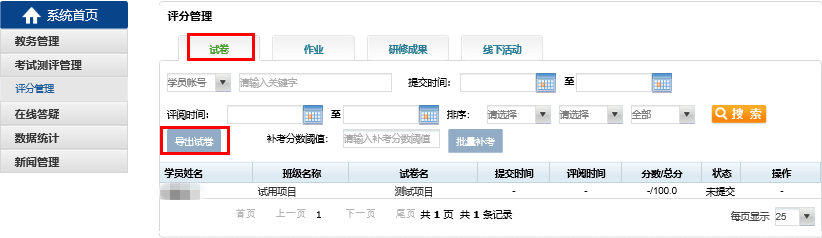 系统首页
教务管理
考试测评管理
评分管理
在线答疑
数据统计
新闻管理
评分管理
试卷 作业 研修成果 线下活动
学员帐号 请输入关键字 提交时间: 至
评阅时间: 至 排序: 请选择 请选择 全部 搜索
导出试卷 补考分数阈值: 请输入补考分数阈值 批量补考
学员姓名 班级名称 试卷名 提交时间 评阅时间 分数/总分 状态 操作
试用项目 测试项目 - - -/100.0 未提交 -
首页 上一页 1 下一页 尾页 共 1 页 共 1 条记录 每页显示 25